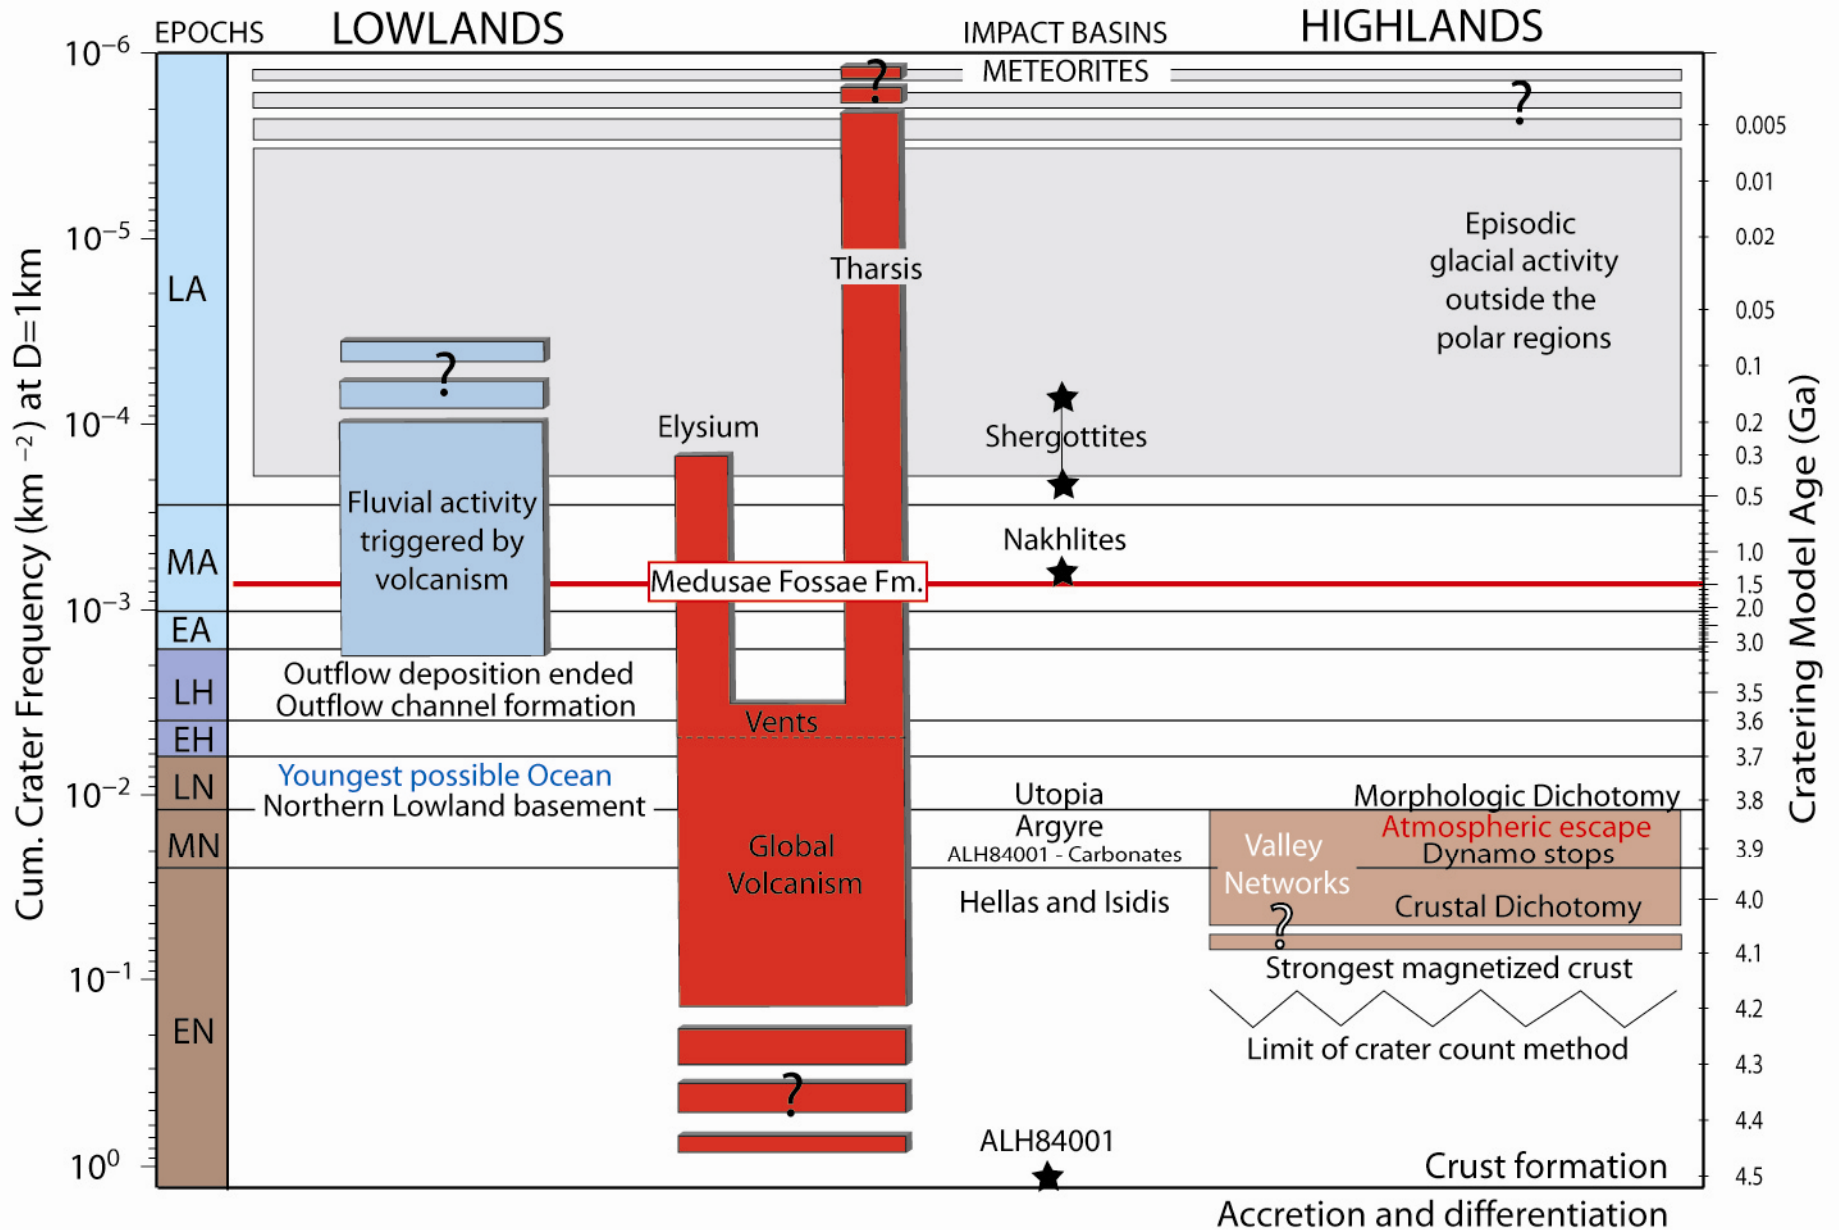 EPOCHS
LOWLANDS
IMPACT BASINS
HIGHLANDS
METEORITES
Cum. Crater Frequency (km ⁻²) at D=1km
10⁻⁶
10⁻⁵
10⁻⁴
10⁻³
10⁻²
10⁻¹
10⁰
LA
MA
EA
LH
EH
LN
MN
EN
?
Fluvial activity
triggered by
volcanism
Outflow deposition ended
Outflow channel formation
Youngest possible Ocean
Northern Lowland basement
?
Tharsis
Elysium
Medusae Fossae Fm.
Vents
Global
Volcanism
?
Shergottites
Nakhlites
Utopia
Argyre
ALH84001 - Carbonates
Hellas and Isidis
ALH84001
?
Episodic
glacial activity
outside the
polar regions
Morphologic Dichotomy
Atmospheric escape
Dynamo stops
Valley
Networks
?
Crustal Dichotomy
Strongest magnetized crust
Limit of crater count method
Crust formation
Accretion and differentiation
0.005
0.01
0.02
0.05
0.1
0.2
0.3
0.5
1.0
1.5
2.0
3.0
3.5
3.6
3.7
3.8
3.9
4.0
4.1
4.2
4.3
4.4
4.5
Cratering Model Age (Ga)